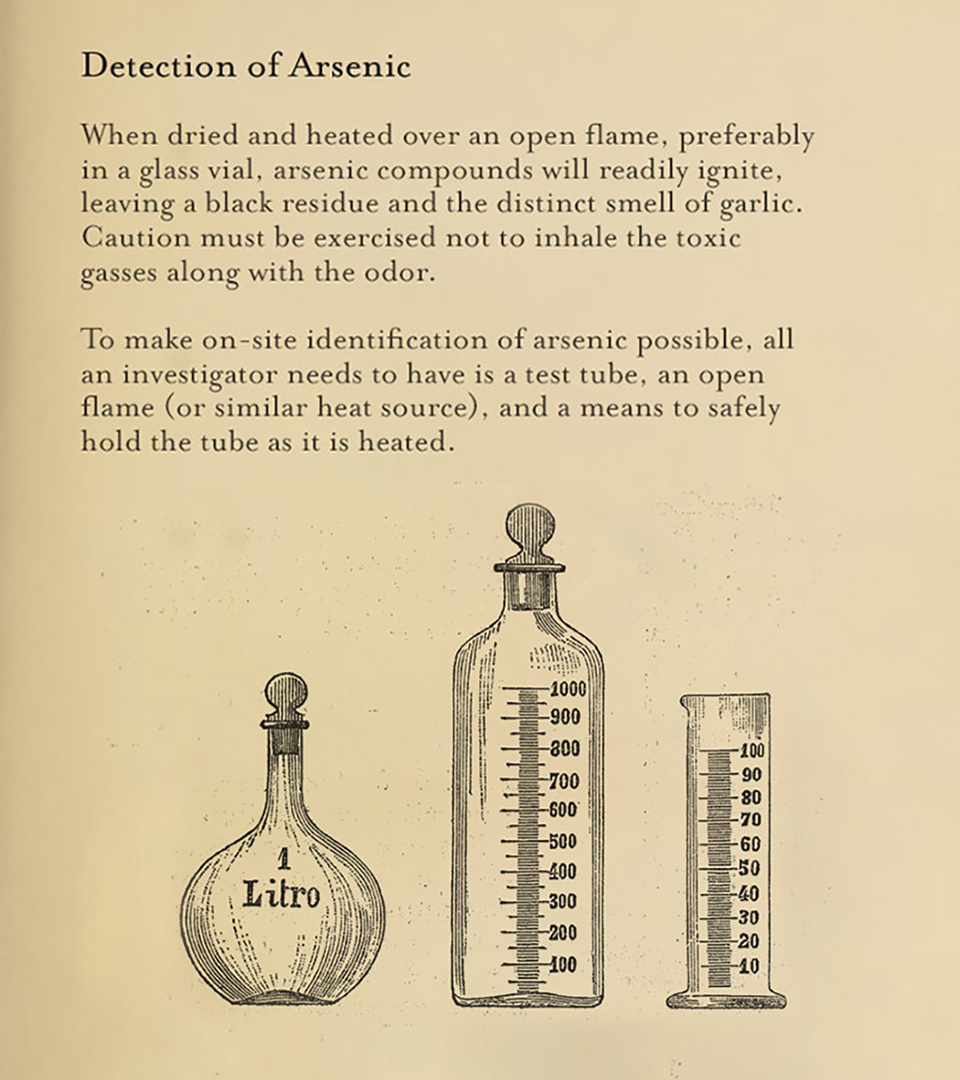 Detection of Arsenic
When dried and heated over an open flame, preferably
in a glass vial, arsenic compounds will readily ignite,
leaving a black residue and the distinct smell of garlic.
Caution must be exercised not to inhale the toxic
gasses along with the odor.
To make on-site identification of arsenic possible, all
an investigator needs to have is a test tube, an open
flame (or similar heat source), and a means to safely
hold the tube as it is heated.
1
Litro
1000
900
800
700
600
500
400
300
200
100
100
90
80
70
60
50
40
30
20
10